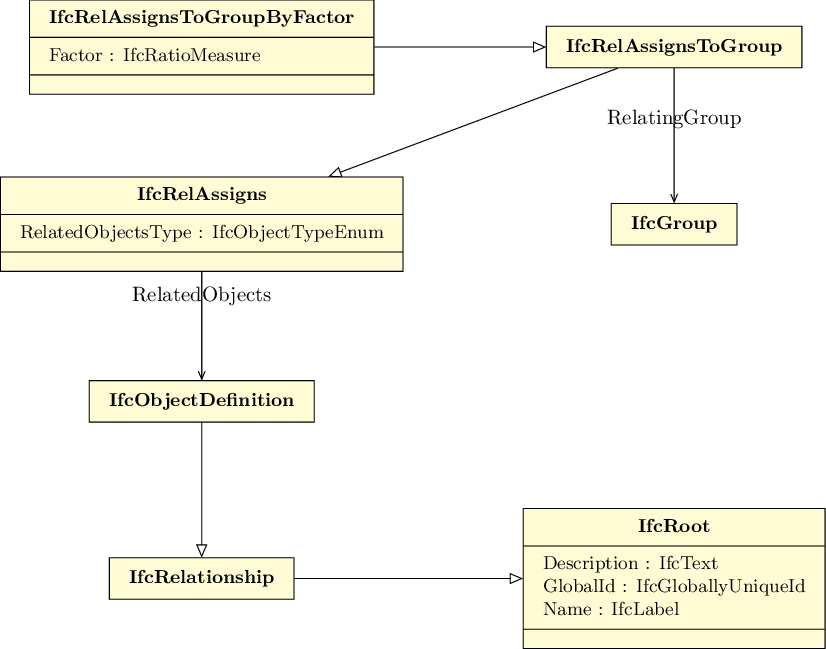 IfcRelAssignsToGroupByFactor
Factor : IfcRatioMeasure
IfcRelAssignsToGroup
RelatingGroup
IfcRelAssigns
RelatedObjectsType : IfcObjectTypeEnum
IfcGroup
RelatedObjects
IfcObjectDefinition
IfcRoot
Description : IfcText
GlobalId : IfcGloballyUniqueId
Name : IfcLabel
IfcRelationship